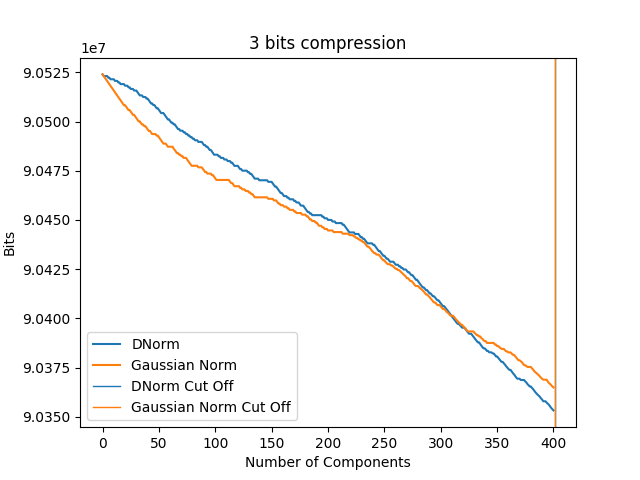 3 bits compression
1e7
9.0525
9.0500
9.0475
9.0450
9.0425
9.0400
9.0375
9.0350
Bits
DNorm
Gaussian Norm
DNorm Cut Off
Gaussian Norm Cut Off
0 50 100 150 200 250 300 350 400
Number of Components